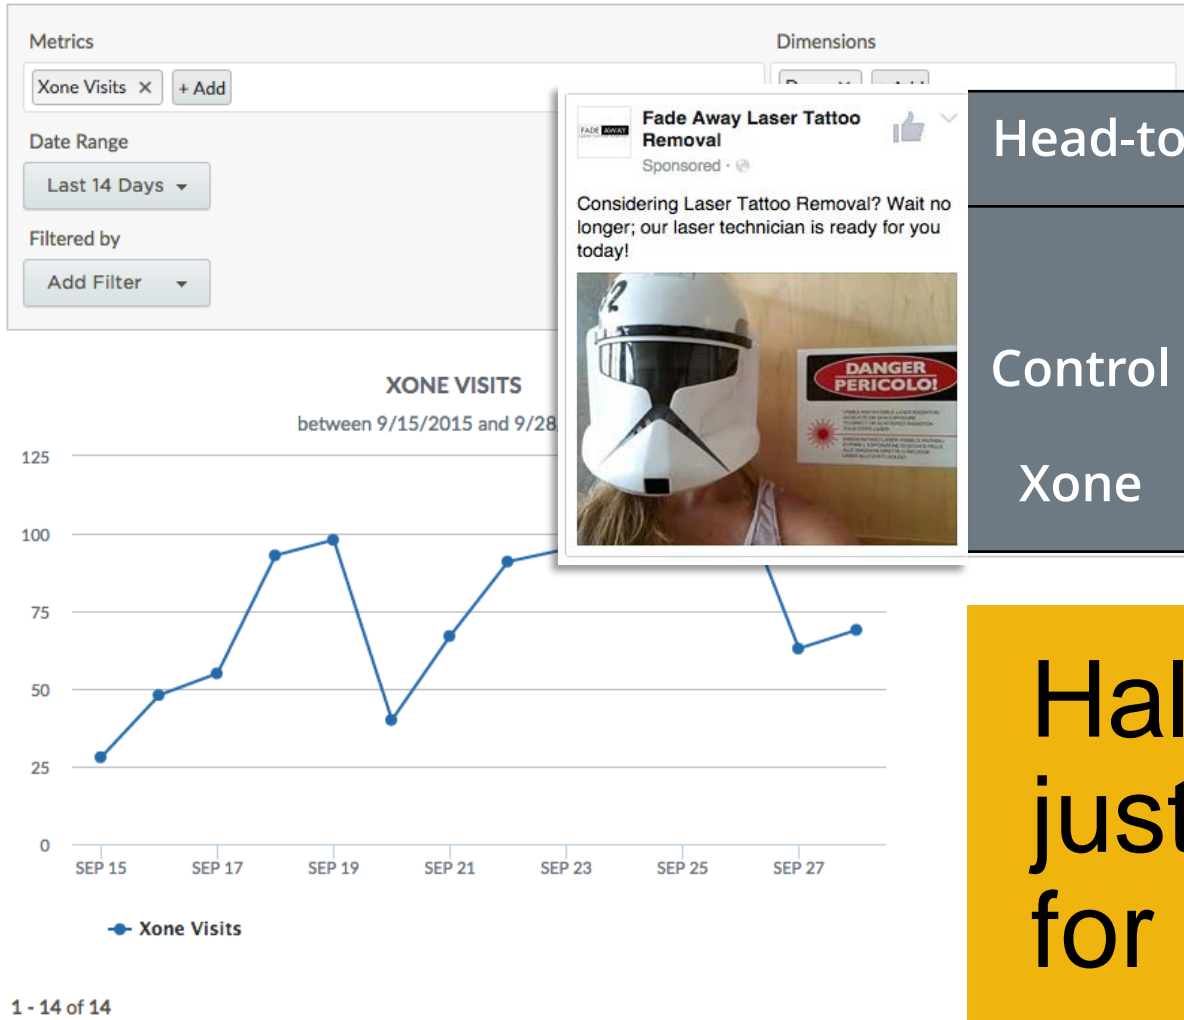 Metrics
Dimensions
Xone Visits ×
+ Add
Date Range
Last 14 Days
Filtered by
Add Filter
FADE AWAY
Fade Away Laser Tattoo
Removal
Sponsored ·
Considering Laser Tattoo Removal? Wait no
longer; our laser technician is ready for you
today!
DANGER
PERICOLO!
Head-to
Control
Xone
XONE VISITS
between 9/15/2015 and 9/28
125
100
75
50
25
0
SEP 15
SEP 17
SEP 19
SEP 21
SEP 23
SEP 25
SEP 27
Xone Visits
1 - 14 of 14
Hal
just
for